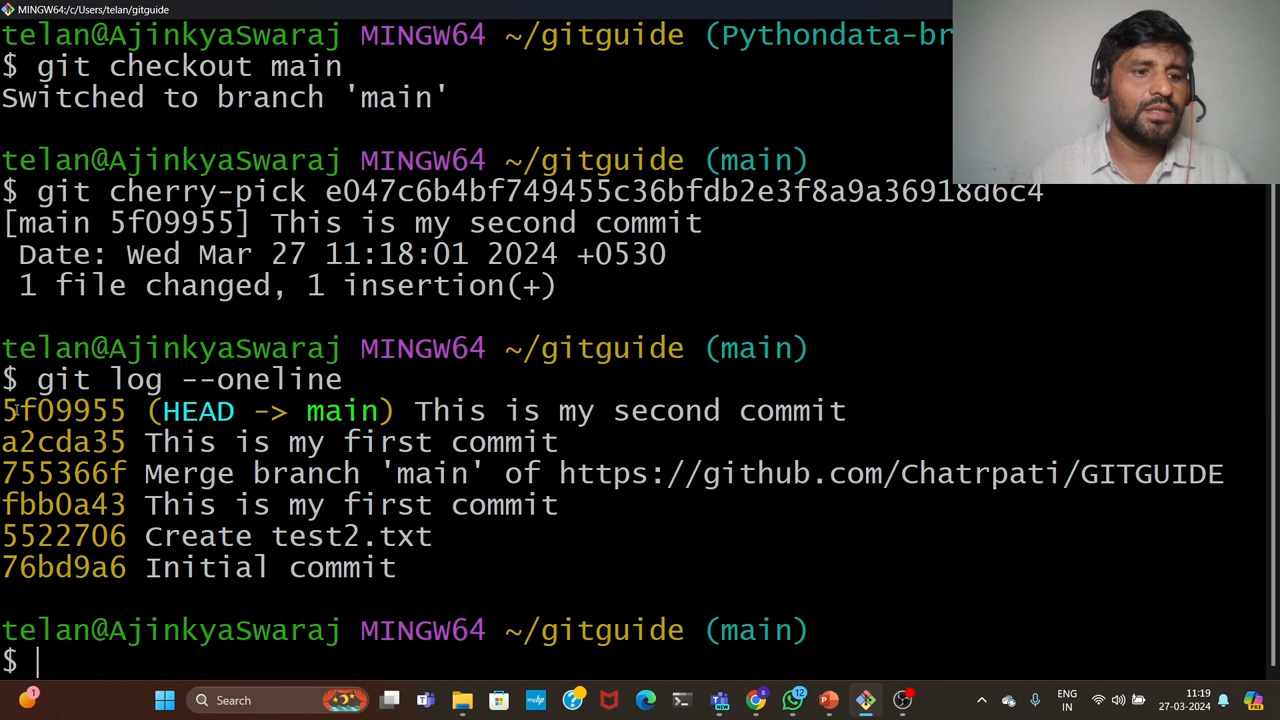 MINGW64:/c/Users/telan/gitguide
telan@AjinkyaSwaraj MINGW64 ~/gitguide (Pythondata-br
$ git checkout main
Switched to branch 'main'
telan@AjinkyaSwaraj MINGW64 ~/gitguide (main)
$ git cherry-pick e047c6b4bf749455c36bfdb2e3f8a9a36918d6c4
[main 5f09955] This is my second commit
Date: Wed Mar 27 11:18:01 2024 +0530
1 file changed, 1 insertion(+)
telan@AjinkyaSwaraj MINGW64 ~/gitguide (main)
$ git log --oneline
5f09955 (HEAD -> main) This is my second commit
a2cda35 This is my first commit
755366f Merge branch 'main' of https://github.com/Chatrpati/GITGUIDE
fbb0a43 This is my first commit
5522706 Create test2.txt
76bd9a6 Initial commit
telan@AjinkyaSwaraj MINGW64 ~/gitguide (main)
$
1
Search
NEW
8
12
ENG
IN
11:19
27-03-2024
PRE